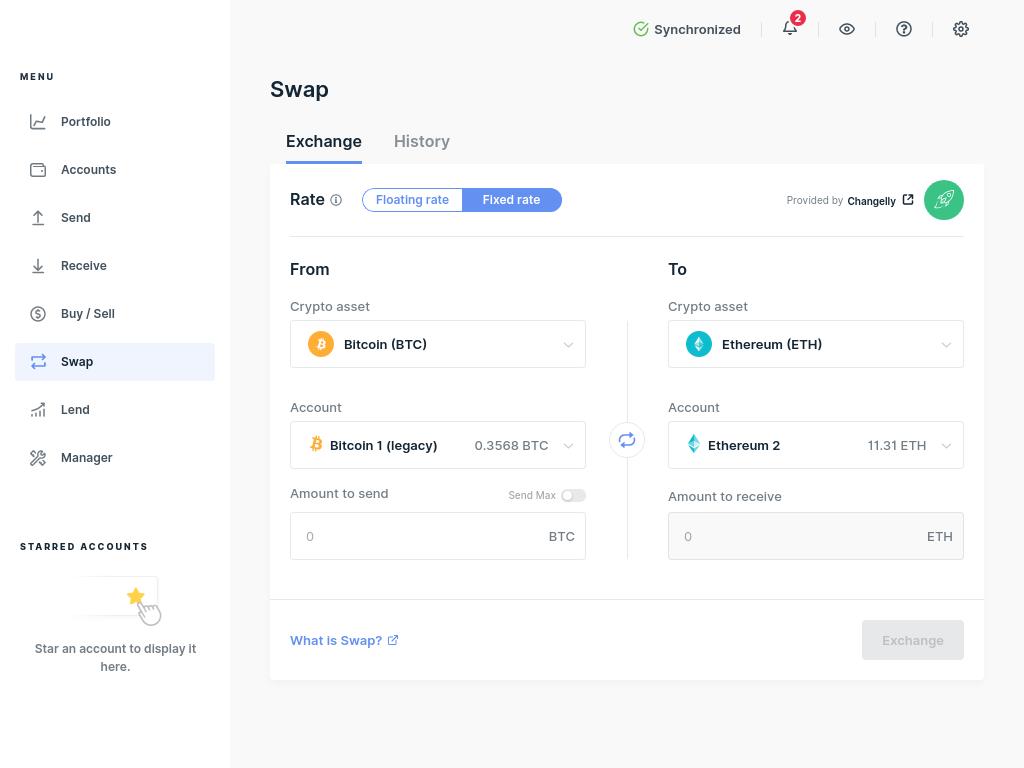 Synchronized
2
MENU
Portfolio
Accounts
Send
Receive
Buy / Sell
Swap
Lend
Manager
STARRED ACCOUNTS
Star an account to display it
here.
Swap
Exchange History
Rate Floating rate Fixed rate Provided by Changelly
From To
Crypto asset Crypto asset
Bitcoin (BTC) Ethereum (ETH)
Account Account
Bitcoin 1 (legacy) 0.3568 BTC Ethereum 2 11.31 ETH
Amount to send Send Max Amount to receive
0 BTC 0 ETH
What is Swap? Exchange